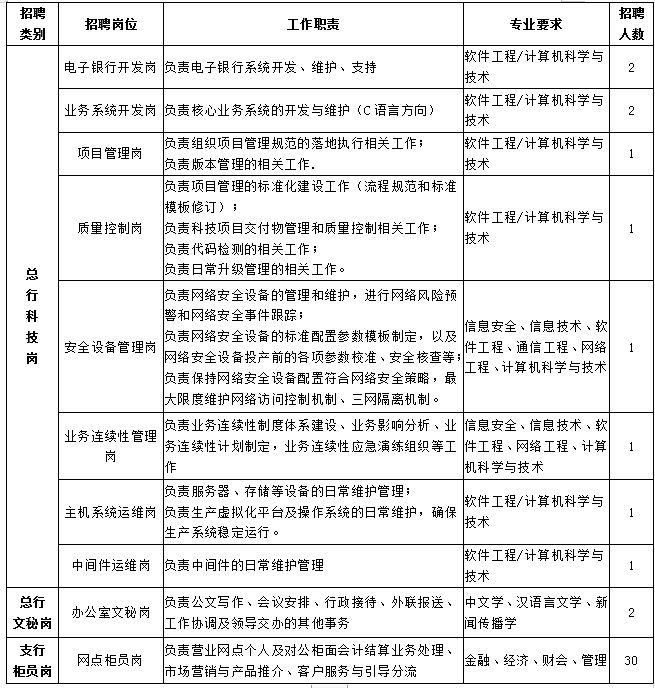 招聘
类别
招聘岗位
工作职责
专业要求
招聘
人数
总
行
科
技
岗
电子银行开发岗
负责电子银行系统开发、维护、支持
软件工程/计算机科学与
技术
2
业务系统开发岗
负责核心业务系统的开发与维护（C 语言方向）
软件工程/计算机科学与
技术
2
项目管理岗
负责组织项目管理规范的落地执行相关工作；
负责版本管理的相关工作.
软件工程/计算机科学与
技术
1
质量控制岗
负责项目管理的标准化建设工作（流程规范和标准
模板修订）；
负责科技项目交付物管理和质量控制相关工作；
负责代码检测的相关工作；
负责日常升级管理的相关工作。
软件工程/计算机科学与
技术
1
安全设备管理岗
负责网络安全设备的管理和维护，进行网络风险预
警和网络安全事件跟踪；
负责网络安全设备的标准配置参数模板制定，以及
网络安全设备投产前的各项参数校准、安全核查等；
负责保持网络安全设备配置符合网络安全策略，最
大限度维护网络访问控制机制、三网隔离机制。
信息安全、信息技术、软
件工程、通信工程、网络
工程、计算机科学与技术
1
业务连续性管理
岗
负责业务连续性制度体系建设、业务影响分析、业
务连续性计划制定，业务连续性应急演练组织等工
作
信息安全、信息技术、软
件工程、网络工程、计算
机科学与技术
1
主机系统运维岗
负责服务器、存储等设备的日常维护管理；
负责生产虚拟化平台及操作系统的日常维护，确保
生产系统稳定运行。
软件工程/计算机科学与
技术
1
中间件运维岗
负责中间件的日常维护管理
软件工程/计算机科学与
技术
1
总行
文秘岗
办公室文秘岗
负责公文写作、会议安排、行政接待、外联报送、
工作协调及领导交办的其他事务
中文学、汉语言文学、新
闻传播学
2
支行
柜员岗
网点柜员岗
负责营业网点个人及对公柜面会计结算业务处理、
市场营销与产品推介、客户服务与引导分流
金融、经济、财会、管理
30